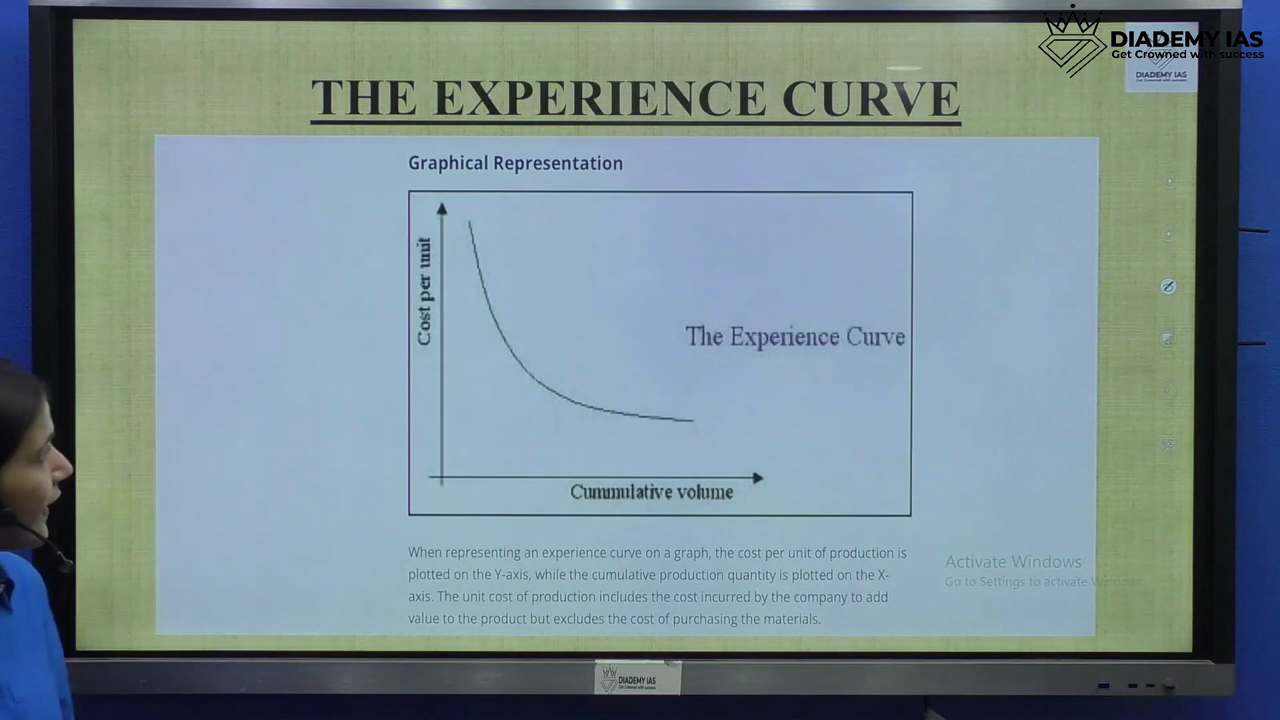 DIADEMY IAS
Get Crowned with success
DIADEMY IAS
THE EXPERIENCE CURVE
Graphical Representation
Cost per unit
The Experience Curve
Cummulative volume
When representing an experience curve on a graph, the cost per unit of production is
plotted on the Y-axis, while the cumulative production quantity is plotted on the X-
axis. The unit cost of production includes the cost incurred by the company to add
value to the product but excludes the cost of purchasing the materials.
Activate Windows
Go to Settings to activate Windows.
DIADEMY IAS
Get Crowned with success